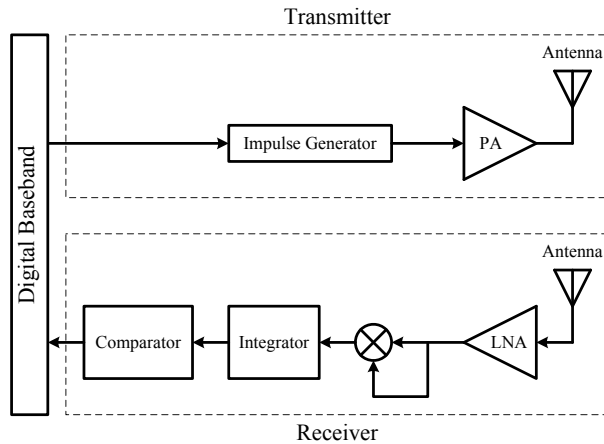 Transmitter
Antenna
Impulse Generator
PA
Digital Baseband
Antenna
Comparator
Integrator
LNA
Receiver